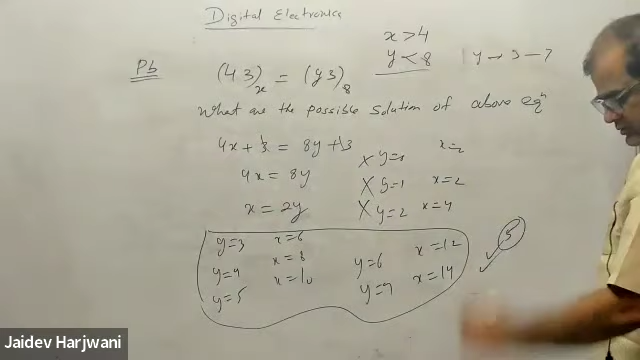 Digital Electronics
x > 4
y < 8 | y → 3 – 7
Pb
(43)x = (y3)8
What are the possible solution of above eqn
4x + 3 = 8y + 3
4x = 8y
x = 2y
X y=0 x=
X y=1 x=2
X y=2 x=4
y=3 x=6
y=4 x=8
y=5 x=10
y=6 x=12
y=7 x=14
5
Jaidev Harjwani